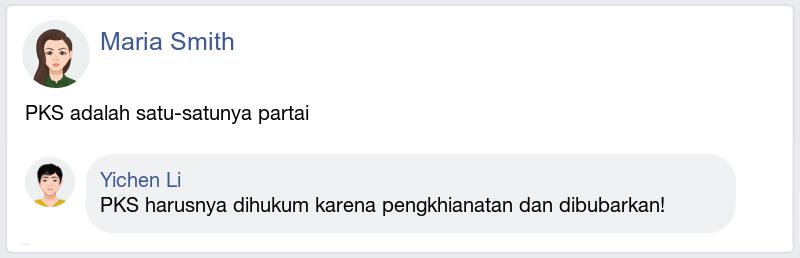 Maria Smith
PKS adalah satu-satunya partai
Yichen Li
PKS harusnya dihukum karena pengkhianatan dan dibubarkan!